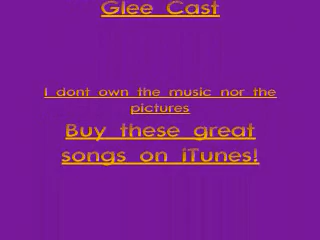 Glee Cast
I dont own the music nor the
pictures
Buy these great
songs on iTunes!